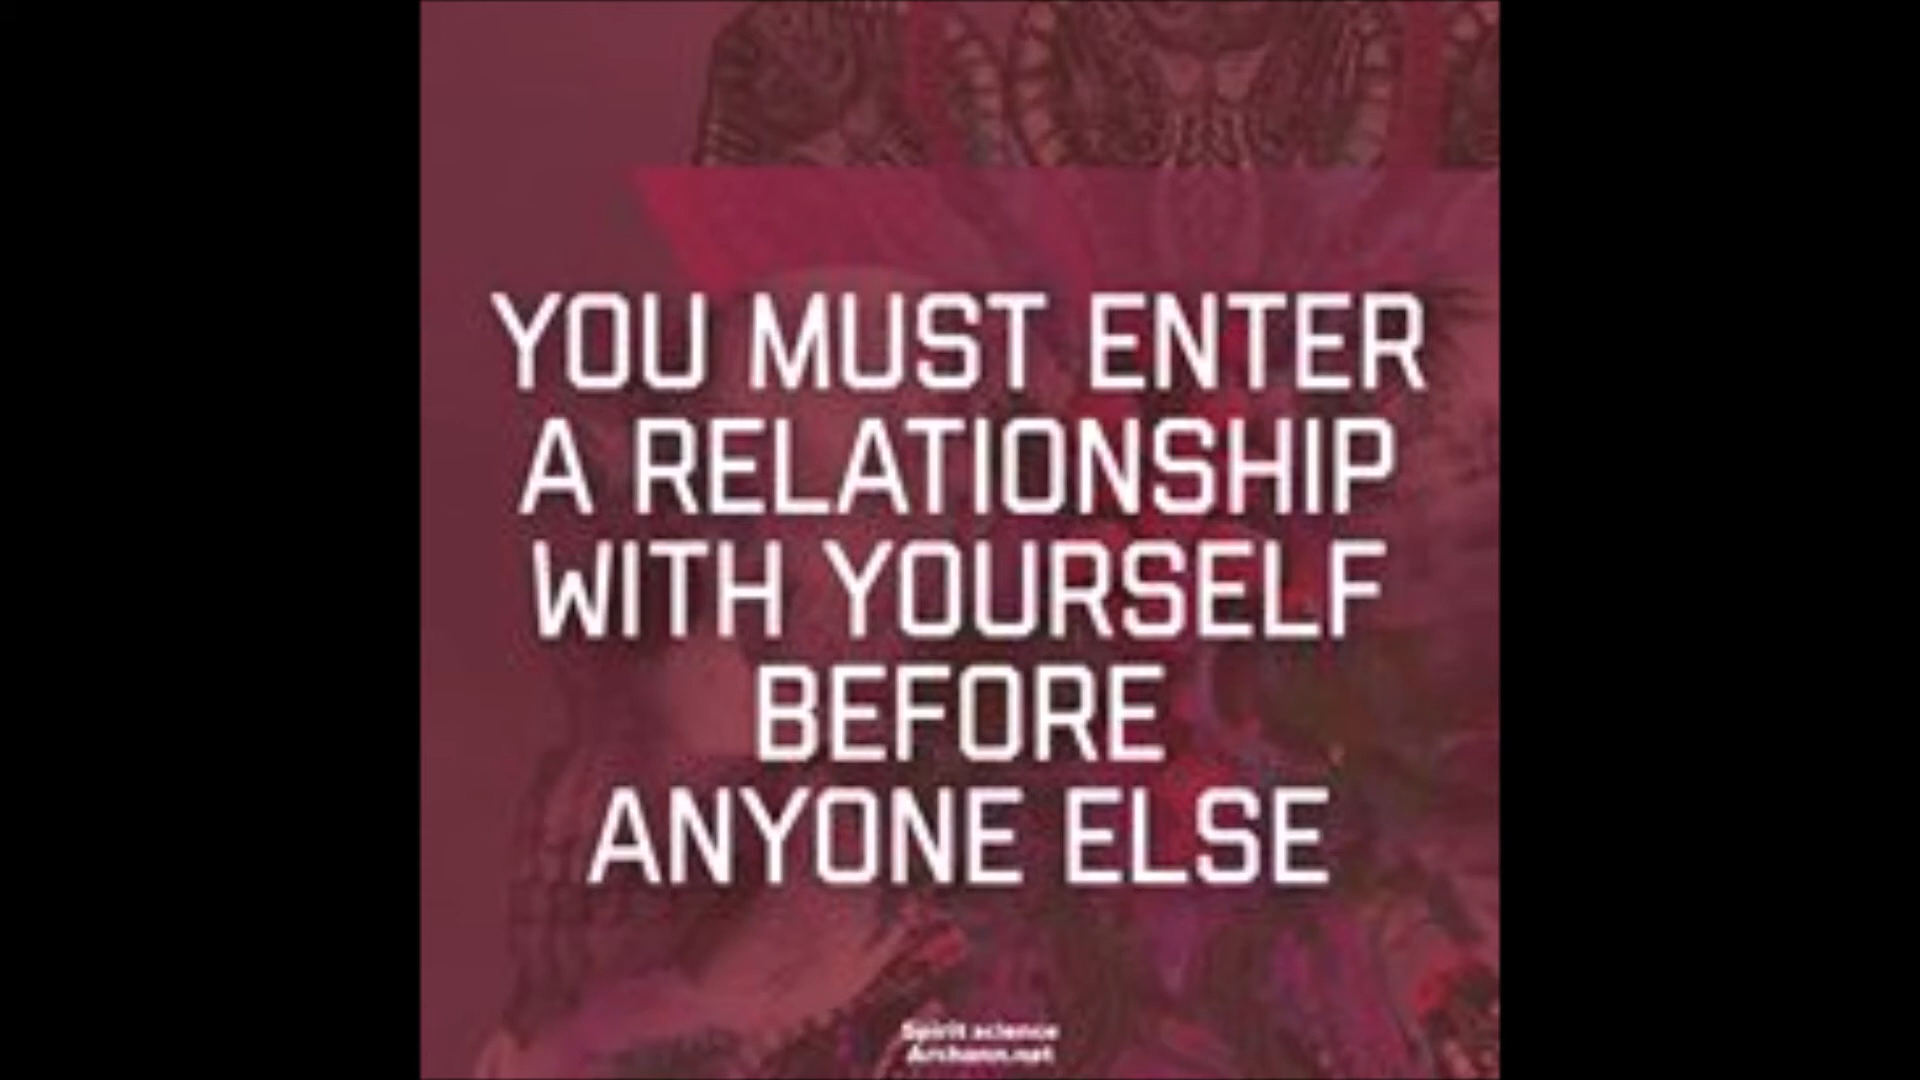 YOU MUST ENTER
A RELATIONSHIP
WITH YOURSELF
BEFORE
ANYONE ELSE
Spirit science